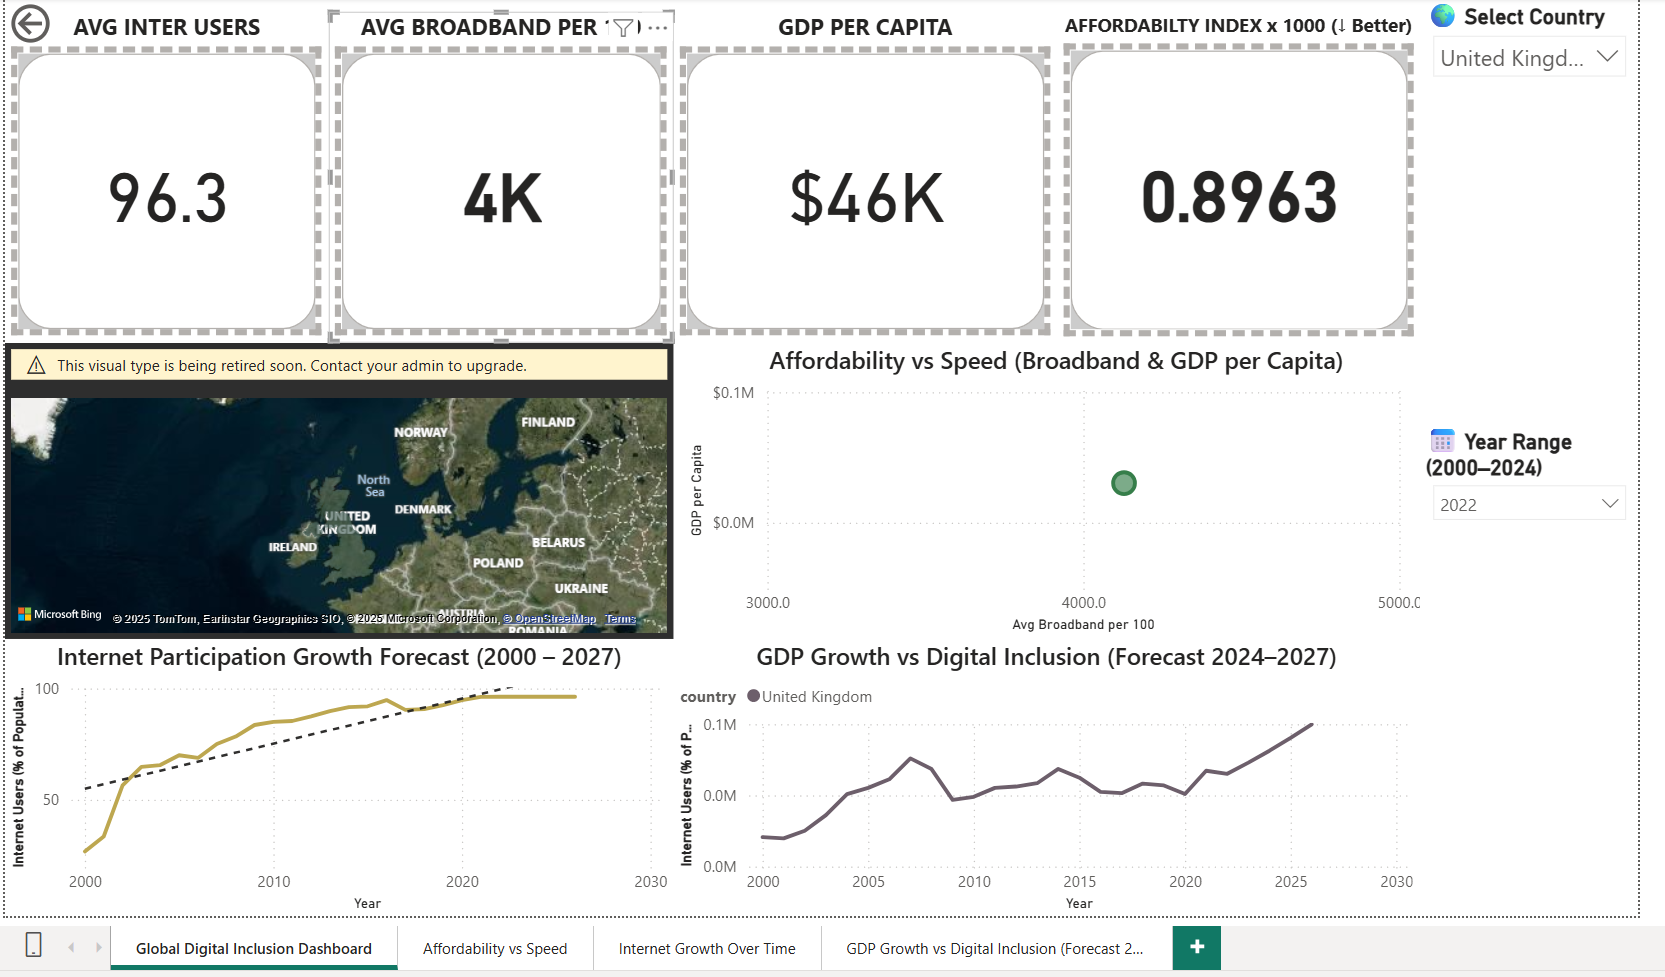 AVG INTER USERS
AVG BROADBAND PER
GDP PER CAPITA
AFFORDABILTY INDEX x 1000 (↓ Better)
Select Country
United Kingd...
96.3
4K
$46K
0.8963
This visual type is being retired soon. Contact your admin to upgrade.
NORWAY
FINLAND
North
Sea
DENMARK
UNITED
KINGDOM
IRELAND
BELARUS
POLAND
UKRAINE
AUSTRIA
ROMANIA
Microsoft Bing
© 2025 TomTom, Earthstar Geographics SIO, © 2025 Microsoft Corporation, © OpenStreetMap Terms
Affordability vs Speed (Broadband & GDP per Capita)
GDP per Capita
$0.1M
$0.0M
3000.0
4000.0
5000.0
Avg Broadband per 100
Year Range
(2000–2024)
2022
Internet Participation Growth Forecast (2000 – 2027)
Internet Users (% of Populat...
100
50
2000
2010
2020
2030
Year
GDP Growth vs Digital Inclusion (Forecast 2024–2027)
country
United Kingdom
Internet Users (% of P...
0.1M
0.0M
0.0M
2000
2005
2010
2015
2020
2025
2030
Year
Global Digital Inclusion Dashboard
Affordability vs Speed
Internet Growth Over Time
GDP Growth vs Digital Inclusion (Forecast 2...